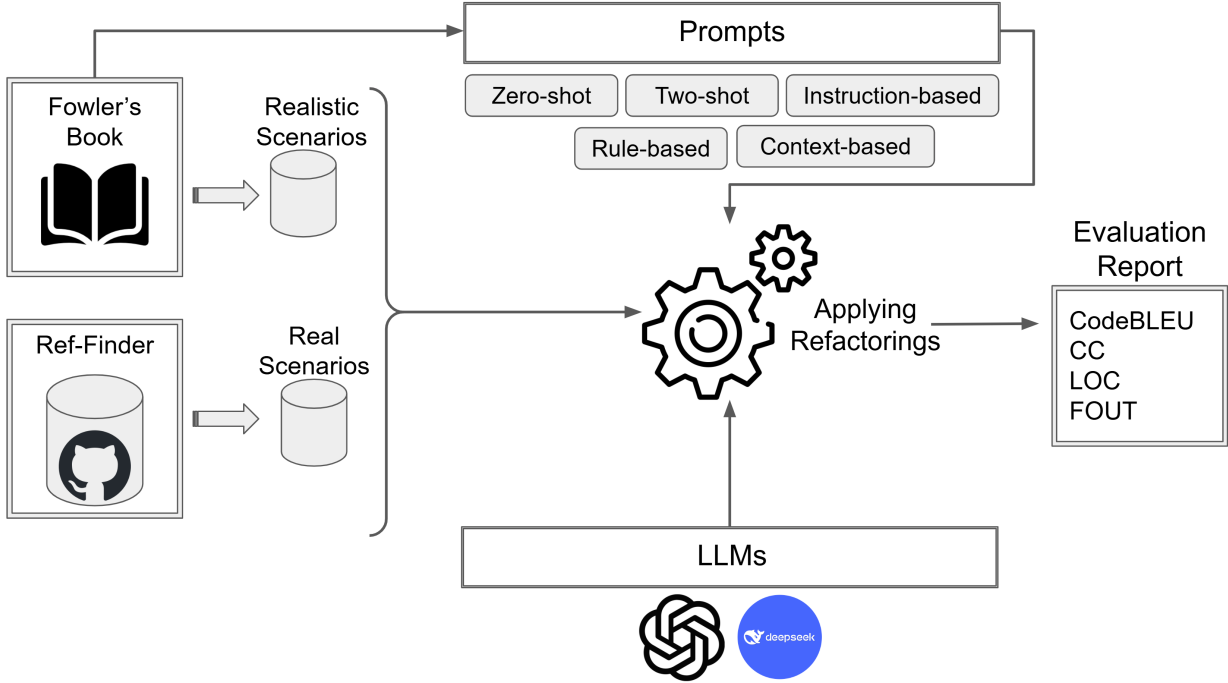 Prompts
Zero-shot
Two-shot
Instruction-based
Rule-based
Context-based
Fowler's
Book
Realistic
Scenarios
Ref-Finder
Real
Scenarios
Applying
Refactorings
Evaluation
Report
CodeBLEU
CC
LOC
FOUT
LLMs
deepseek